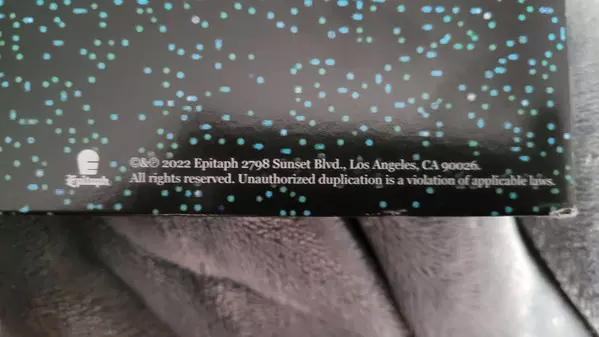 E
Epitaph
©&℗ 2022 Epitaph 2798 Sunset Blvd., Los Angeles, CA 90026.
All rights reserved. Unauthorized duplication is a violation of applicable laws.